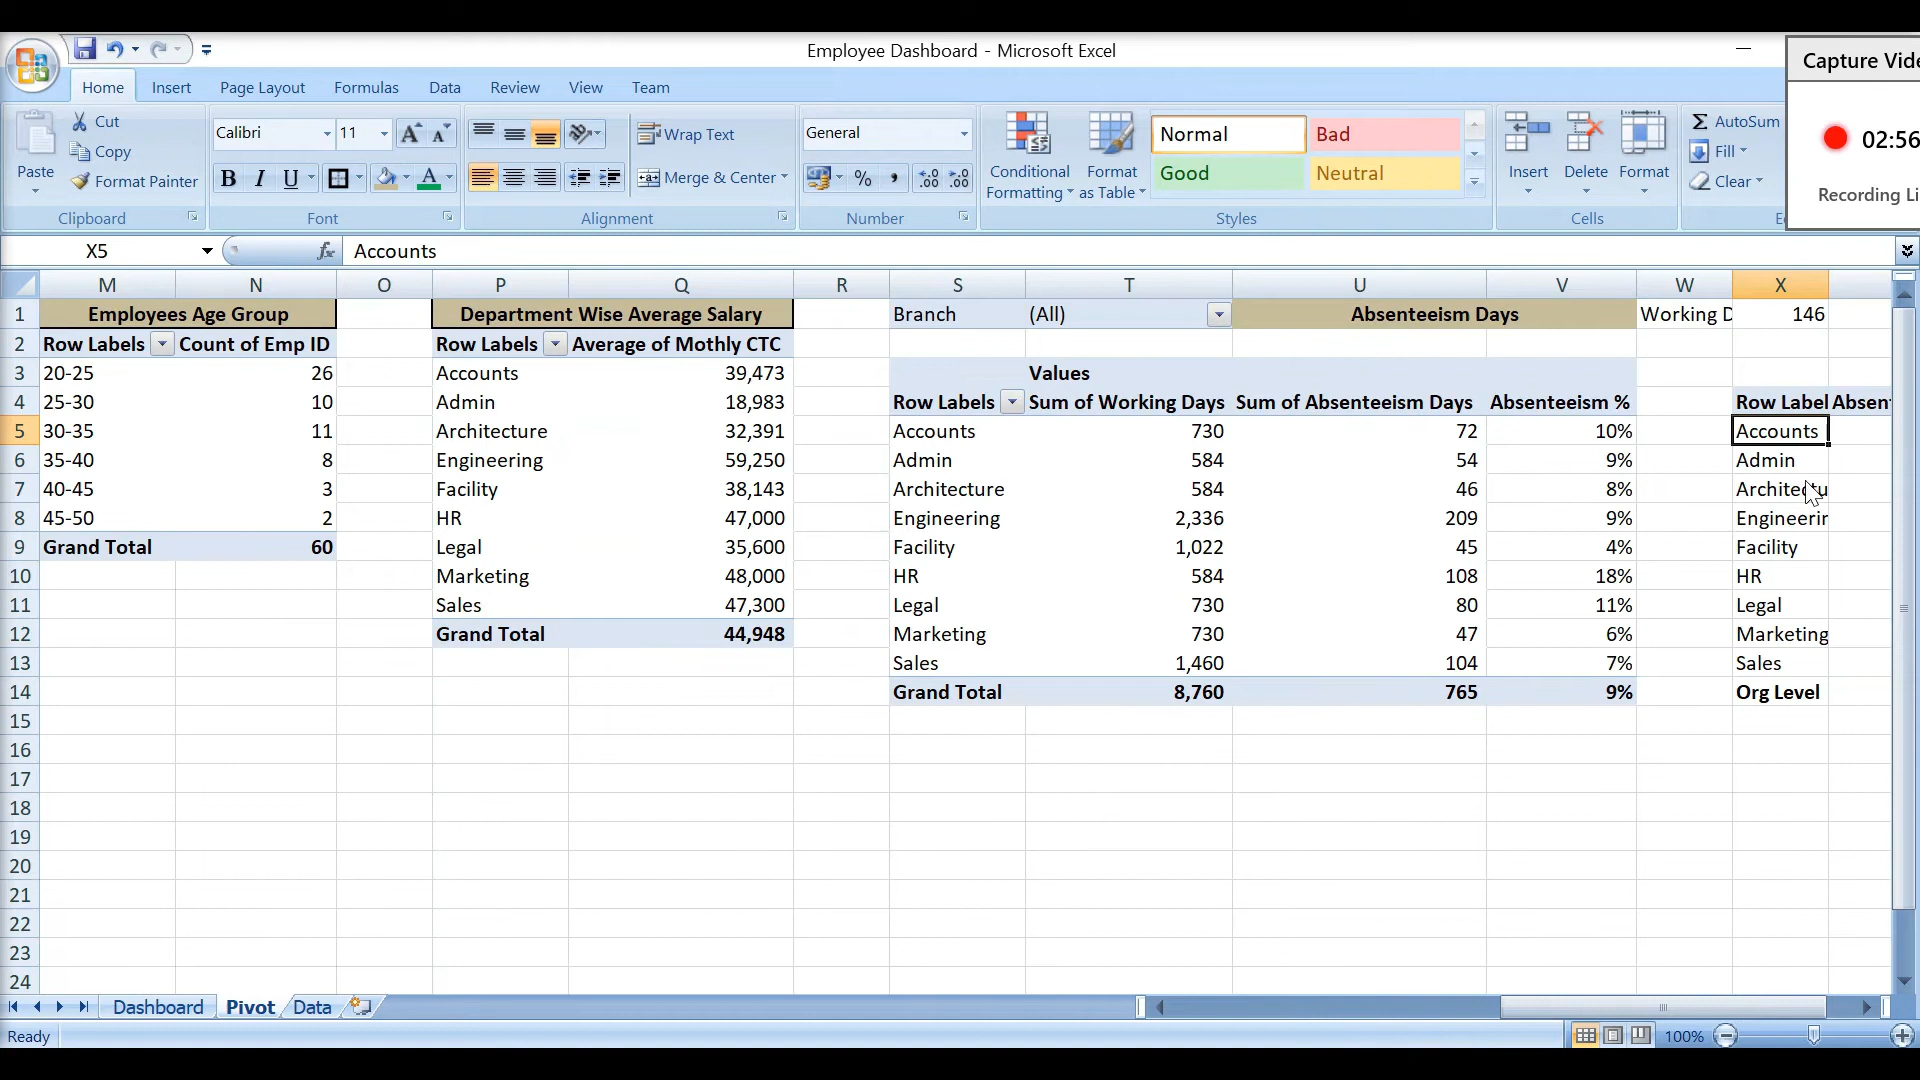 Employee Dashboard - Microsoft Excel
Capture Vide
Home Insert Page Layout Formulas Data Review View Team
Paste
Cut
Copy
Format Painter
Clipboard
Calibri 11
B I U A
Font
Wrap Text
Merge & Center
Alignment
General
% ,
Number
Conditional Formatting
Format as Table
Normal Bad
Good Neutral
Styles
Insert Delete Format
Cells
Σ AutoSum
Fill
Clear
02:56
Recording Li
X5 fx Accounts
M N O P Q R S T U V W X
1 Employees Age Group Department Wise Average Salary Branch (All) Absenteeism Days Working D 146
2 Row Labels Count of Emp ID Row Labels Average of Mothly CTC
3 20-25 26 Accounts 39,473 Values
4 25-30 10 Admin 18,983 Row Labels Sum of Working Days Sum of Absenteeism Days Absenteeism % Row Label Absen
5 30-35 11 Architecture 32,391 Accounts 730 72 10% Accounts
6 35-40 8 Engineering 59,250 Admin 584 54 9% Admin
7 40-45 3 Facility 38,143 Architecture 584 46 8% Architectu
8 45-50 2 HR 47,000 Engineering 2,336 209 9% Engineerin
9 Grand Total 60 Legal 35,600 Facility 1,022 45 4% Facility
10 Marketing 48,000 HR 584 108 18% HR
11 Sales 47,300 Legal 730 80 11% Legal
12 Grand Total 44,948 Marketing 730 47 6% Marketing
13 Sales 1,460 104 7% Sales
14 Grand Total 8,760 765 9% Org Level
15
16
17
18
19
20
21
22
23
24
Dashboard Pivot Data
Ready 100%